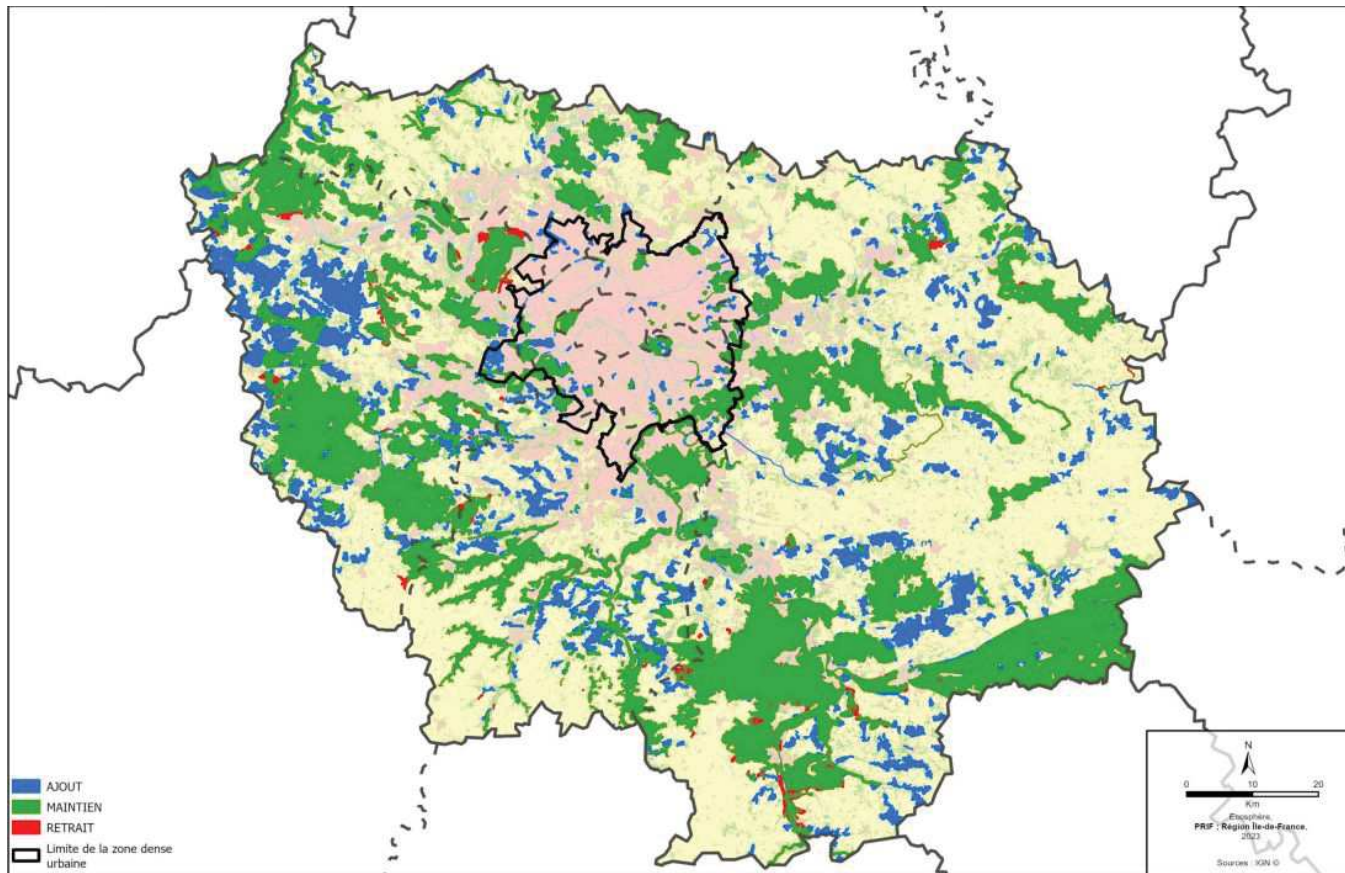 AJOUT
MAINTIEN
RETRAIT
Limite de la zone dense
urbaine
N
0 10 20
Km
Ecosphère,
PRIF ; Région Île-de-France,
2023
Sources : IGN ©